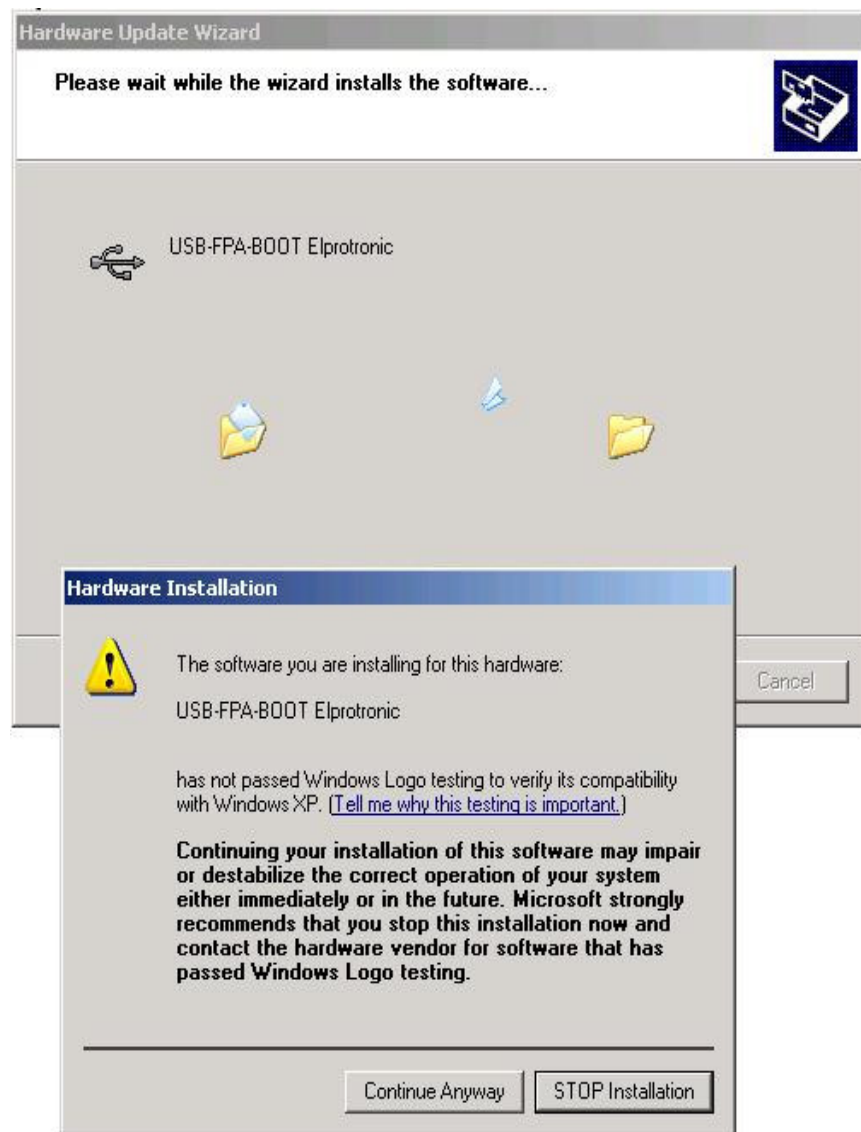 Hardware Update Wizard
Please wait while the wizard installs the software...
USB-FPA-BOOT Elprotronic
Hardware Installation
The software you are installing for this hardware:
USB-FPA-BOOT Elprotronic
has not passed Windows Logo testing to verify its compatibility
with Windows XP. (Tell me why this testing is important.)
Continuing your installation of this software may impair
or destabilize the correct operation of your system
either immediately or in the future. Microsoft strongly
recommends that you stop this installation now and
contact the hardware vendor for software that has
passed Windows Logo testing.
Continue Anyway
STOP Installation
Cancel